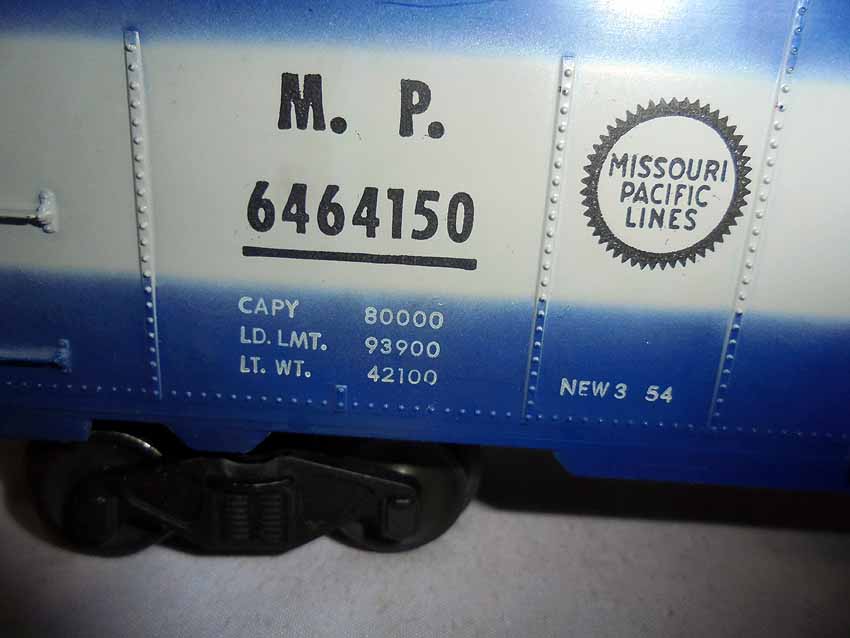 M. P.
6464150
CAPY 80000
LD. LMT. 93900
LT. WT. 42100
MISSOURI
PACIFIC
LINES
NEW 3 54